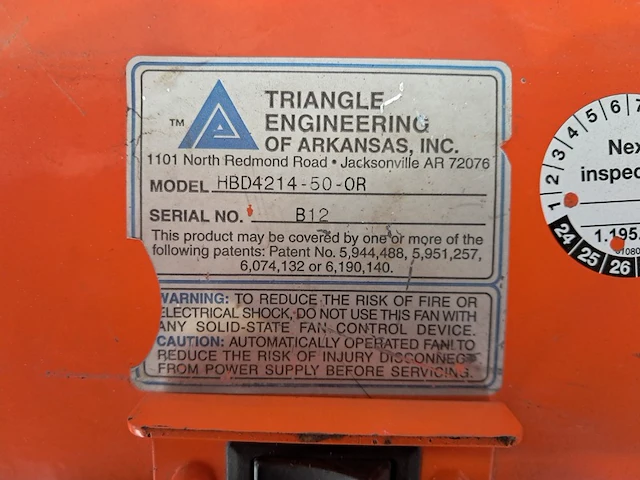 TRIANGLE
TM
ENGINEERING
OF ARKANSAS, INC.
1101 North Redmond Road • Jacksonville AR 72076
MODEL HBD4214-50-OR
SERIAL NO. B12
This product may be covered by one or more of the
following patents: Patent No. 5,944,488, 5,951,257,
6,074,132 or 6,190,140.
WARNING: TO REDUCE THE RISK OF FIRE OR
ELECTRICAL SHOCK, DO NOT USE THIS FAN WITH
ANY SOLID-STATE FAN CONTROL DEVICE.
CAUTION: AUTOMATICALLY OPERATED FAN! TO
REDUCE THE RISK OF INJURY DISCONNECT
FROM POWER SUPPLY BEFORE SERVICING.
1 2 3 4 5 6 7
Nex
inspec
1.195.
24 25 26